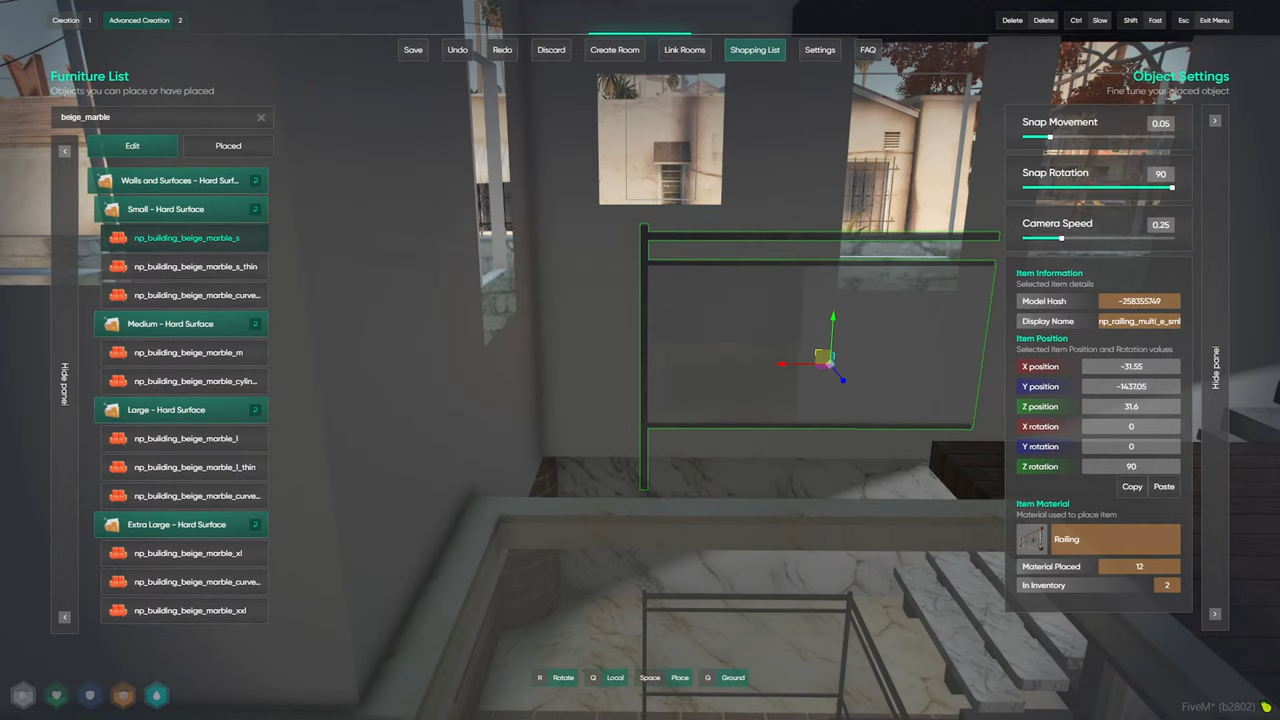 Creation 1
Advanced Creation 2
Delete Delete
Ctrl Slow
Shift Fast
Esc Exit Menu
Save
Undo
Redo
Discard
Create Room
Link Rooms
Shopping List
Settings
FAQ
Furniture List
Objects you can place or have placed
beige_marble
Edit
Placed
Walls and Surfaces - Hard Surf...
Small - Hard Surface
np_building_beige_marble_s
np_building_beige_marble_s_thin
np_building_beige_marble_curve...
Medium - Hard Surface
np_building_beige_marble_m
np_building_beige_marble_cylin...
Large - Hard Surface
np_building_beige_marble_l
np_building_beige_marble_l_thin
np_building_beige_marble_curve...
Extra Large - Hard Surface
np_building_beige_marble_xl
np_building_beige_marble_curve...
np_building_beige_marble_xxl
Hide panel
Object Settings
Fine tune your placed object
Snap Movement 0.05
Snap Rotation 90
Camera Speed 0.25
Item Information
Selected item details
Model Hash -258355749
Display Name np_railing_multi_e_sml
Item Position
Selected item Position and Rotation values
X position -31.55
Y position -1437.05
Z position 31.6
X rotation 0
Y rotation 0
Z rotation 90
Copy Paste
Item Material
Material used to place item
Railing
Material Placed 12
In Inventory 2
Hide panel
R Rotate
Q Local
Space Place
G Ground
FiveM* (b2802)